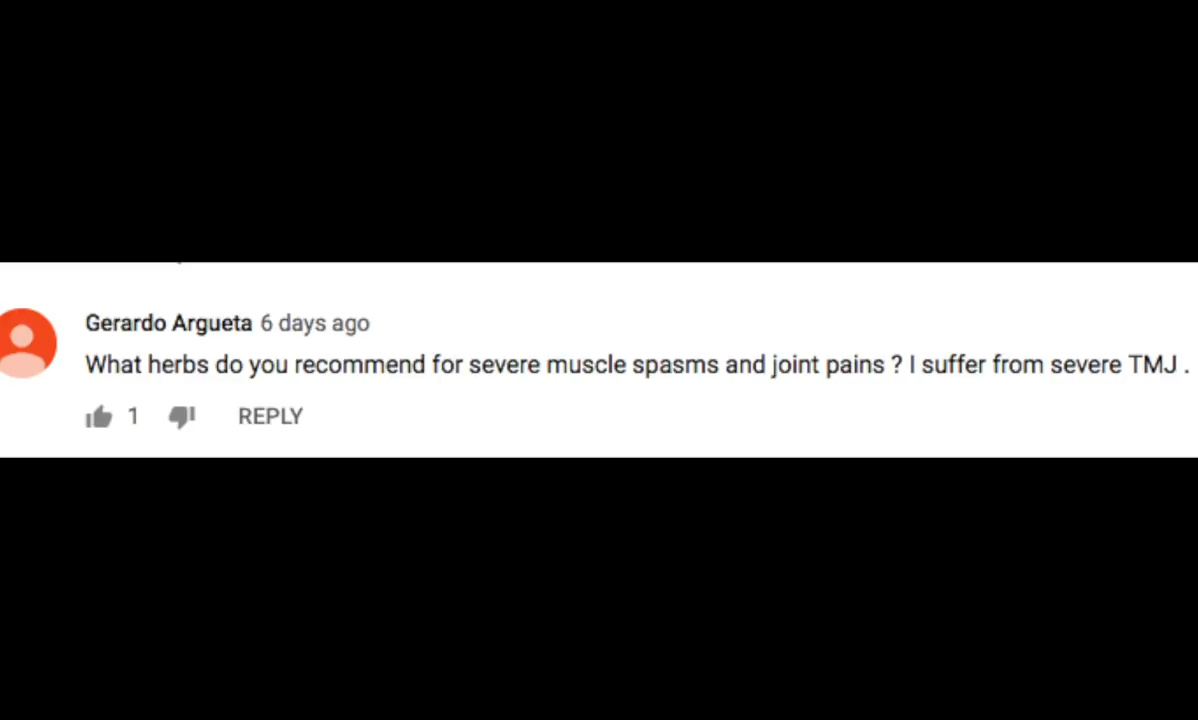 Gerardo Argueta 6 days ago
What herbs do you recommend for severe muscle spasms and joint pains ? I suffer from severe TMJ .
1 REPLY